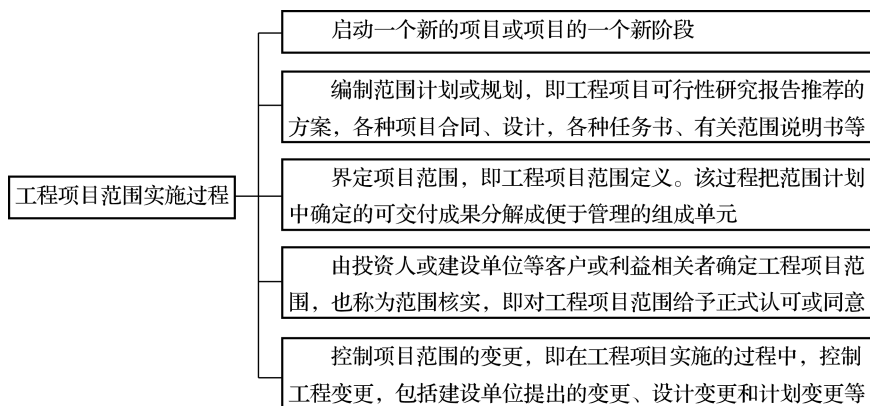 启动一个新的项目或项目的一个新阶段
编制范围计划或规划，即工程项目可行性研究报告推荐的
方案，各种项目合同、设计，各种任务书、有关范围说明书等
工程项目范围实施过程
界定项目范围，即工程项目范围定义。该过程把范围计划
中确定的可交付成果分解成便于管理的组成单元
由投资人或建设单位等客户或利益相关者确定工程项目范
围，也称为范围核实，即对工程项目范围给予正式认可或同意
控制项目范围的变更，即在工程项目实施的过程中，控制
工程变更，包括建设单位提出的变更、设计变更和计划变更等